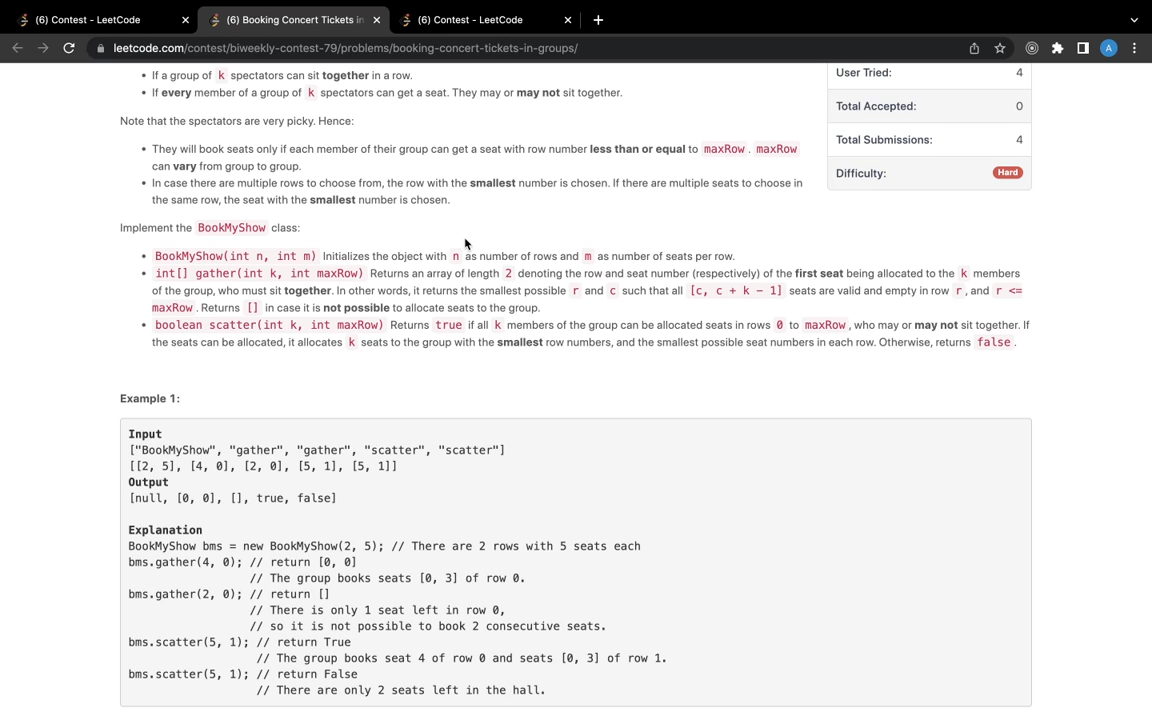 (6) Contest - LeetCode
(6) Booking Concert Tickets in
(6) Contest - LeetCode
leetcode.com/contest/biweekly-contest-79/problems/booking-concert-tickets-in-groups/
A
• If a group of k spectators can sit together in a row.
• If every member of a group of k spectators can get a seat. They may or may not sit together.
Note that the spectators are very picky. Hence:
• They will book seats only if each member of their group can get a seat with row number less than or equal to maxRow. maxRow
can vary from group to group.
• In case there are multiple rows to choose from, the row with the smallest number is chosen. If there are multiple seats to choose in
the same row, the seat with the smallest number is chosen.
User Tried: 4
Total Accepted: 0
Total Submissions: 4
Difficulty: Hard
Implement the BookMyShow class:
• BookMyShow(int n, int m) Initializes the object with n as number of rows and m as number of seats per row.
• int[] gather(int k, int maxRow) Returns an array of length 2 denoting the row and seat number (respectively) of the first seat being allocated to the k members
of the group, who must sit together. In other words, it returns the smallest possible r and c such that all [c, c + k - 1] seats are valid and empty in row r, and r <=
maxRow. Returns [] in case it is not possible to allocate seats to the group.
• boolean scatter(int k, int maxRow) Returns true if all k members of the group can be allocated seats in rows 0 to maxRow, who may or may not sit together. If
the seats can be allocated, it allocates k seats to the group with the smallest row numbers, and the smallest possible seat numbers in each row. Otherwise, returns false.
Example 1:
Input
["BookMyShow", "gather", "gather", "scatter", "scatter"]
[[2, 5], [4, 0], [2, 0], [5, 1], [5, 1]]
Output
[null, [0, 0], [], true, false]
Explanation
BookMyShow bms = new BookMyShow(2, 5); // There are 2 rows with 5 seats each
bms.gather(4, 0); // return [0, 0]
// The group books seats [0, 3] of row 0.
bms.gather(2, 0); // return []
// There is only 1 seat left in row 0,
// so it is not possible to book 2 consecutive seats.
bms.scatter(5, 1); // return True
// The group books seat 4 of row 0 and seats [0, 3] of row 1.
bms.scatter(5, 1); // return False
// There are only 2 seats left in the hall.